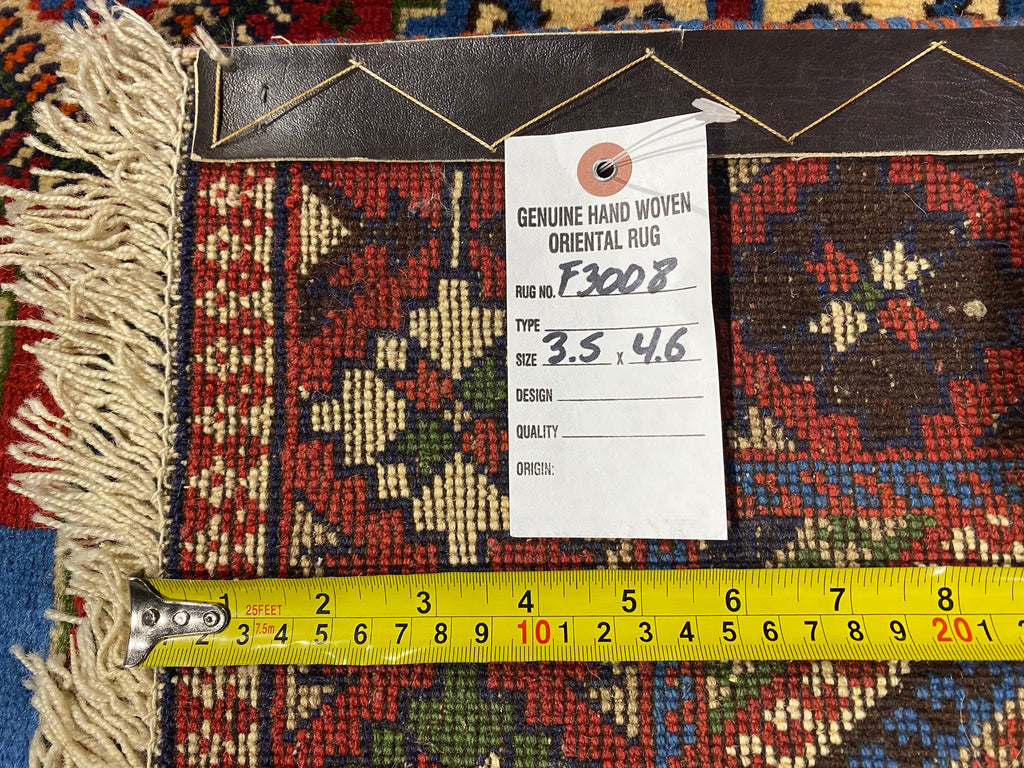 GENUINE HAND WOVEN
ORIENTAL RUG
RUG NO. F3008
TYPE
SIZE 3.5 x 4.6
DESIGN
QUALITY
ORIGIN:
1 25FEET 2 3 4 5 6 7 8
2 3 7.5m 4 5 6 7 8 9 10 1 2 3 4 5 6 7 8 9 20 1